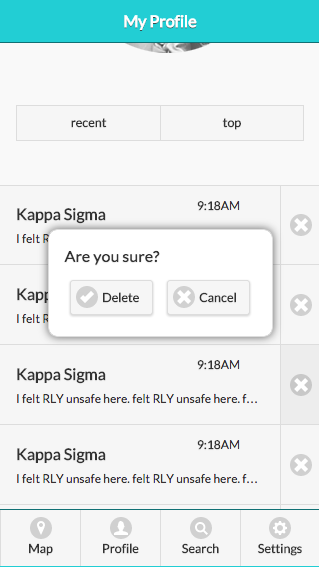 My Profile
recent
top
9:18AM
Kappa Sigma
I felt
Are you sure?
Delete
Cancel
I felt
9:18AM
Kappa Sigma
I felt RLY unsafe here. felt RLY unsafe here. f...
9:18AM
Kappa Sigma
I felt RLY unsafe here. felt RLY unsafe here. f...
Map
Profile
Search
Settings